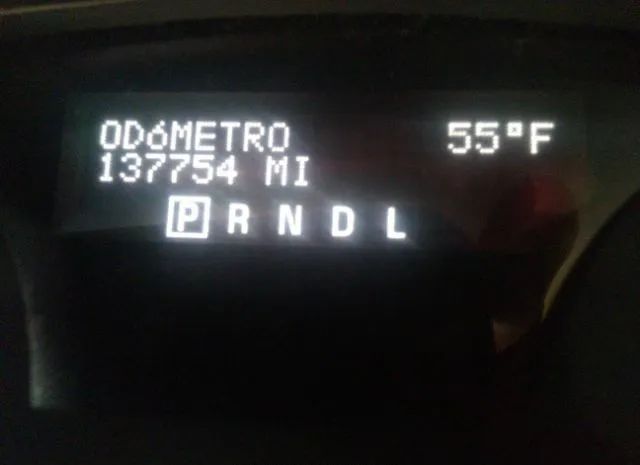 ODóMETRO 55°F
137754 MI
P R N D L